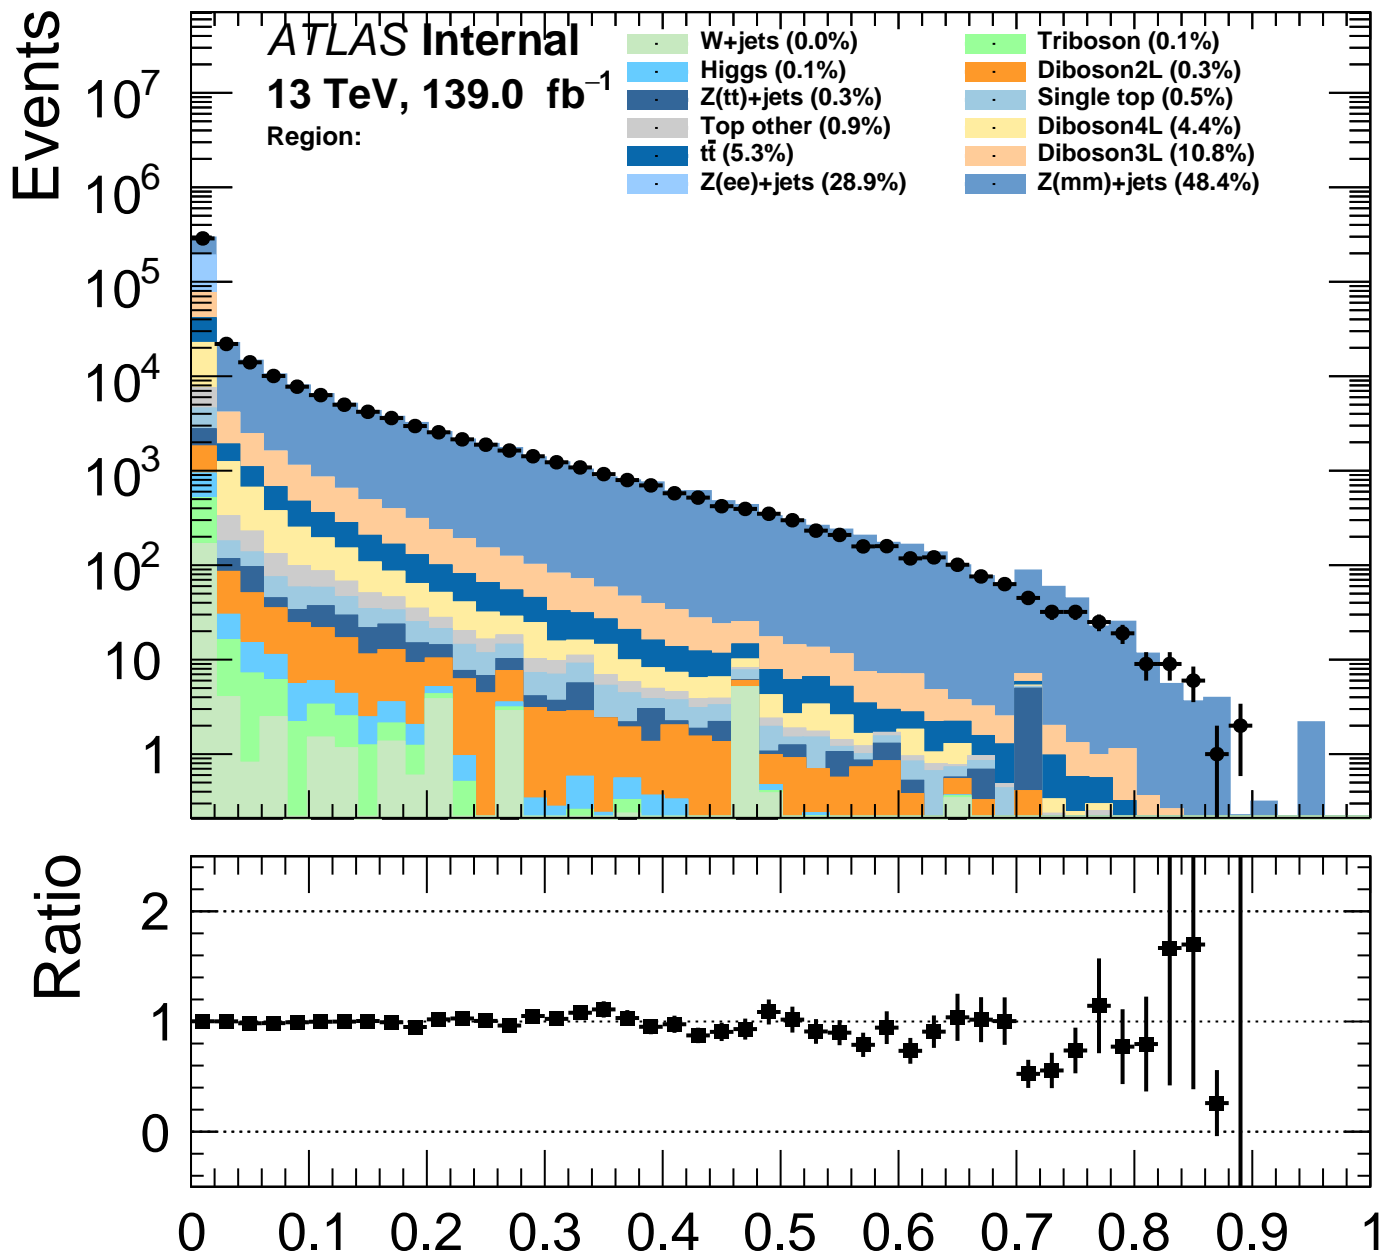 ATLAS Internal
13 TeV, 139.0 fb⁻¹
Region:
W+jets (0.0%)
Higgs (0.1%)
Z(tt)+jets (0.3%)
Top other (0.9%)
tt̄ (5.3%)
Z(ee)+jets (28.9%)
Triboson (0.1%)
Diboson2L (0.3%)
Single top (0.5%)
Diboson4L (4.4%)
Diboson3L (10.8%)
Z(mm)+jets (48.4%)
Events
10⁷
10⁶
10⁵
10⁴
10³
10²
10
1
Ratio
2
1
0
0 0.1 0.2 0.3 0.4 0.5 0.6 0.7 0.8 0.9 1